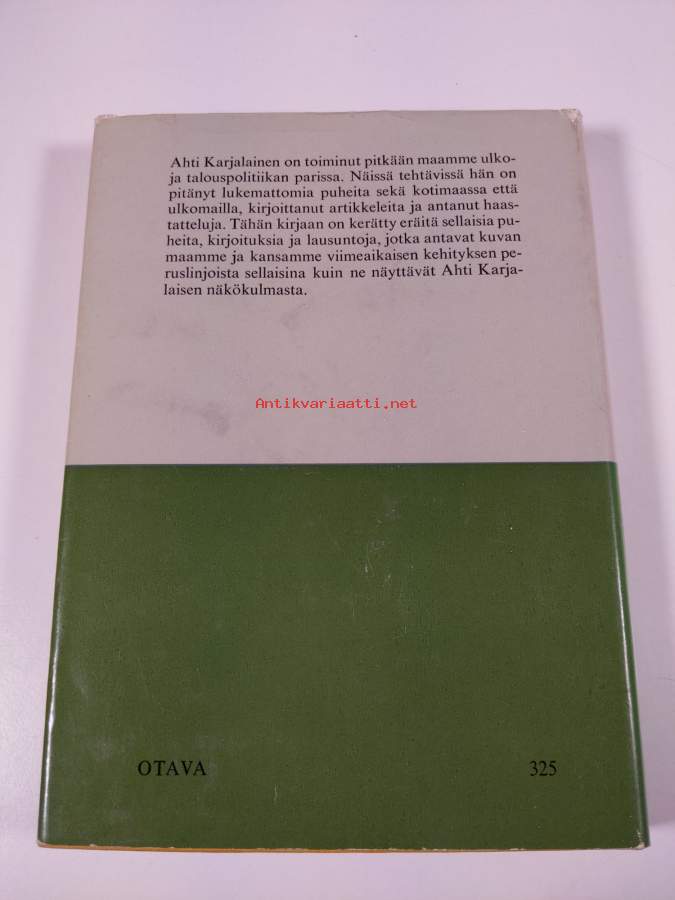 Ahti Karjalainen on toiminut pitkään maamme ulko-
ja talouspolitiikan parissa. Näissä tehtävissä hän on
pitänyt lukemattomia puheita sekä kotimaassa että
ulkomailla, kirjoittanut artikkeleita ja antanut haas-
tatteluja. Tähän kirjaan on kerätty eräitä sellaisia pu-
heita, kirjoituksia ja lausuntoja, jotka antavat kuvan
maamme ja kansamme viimeaikaisen kehityksen pe-
ruslinjoista sellaisina kuin ne näyttävät Ahti Karja-
laisen näkökulmasta.
Antikvariaatti.net
OTAVA 325